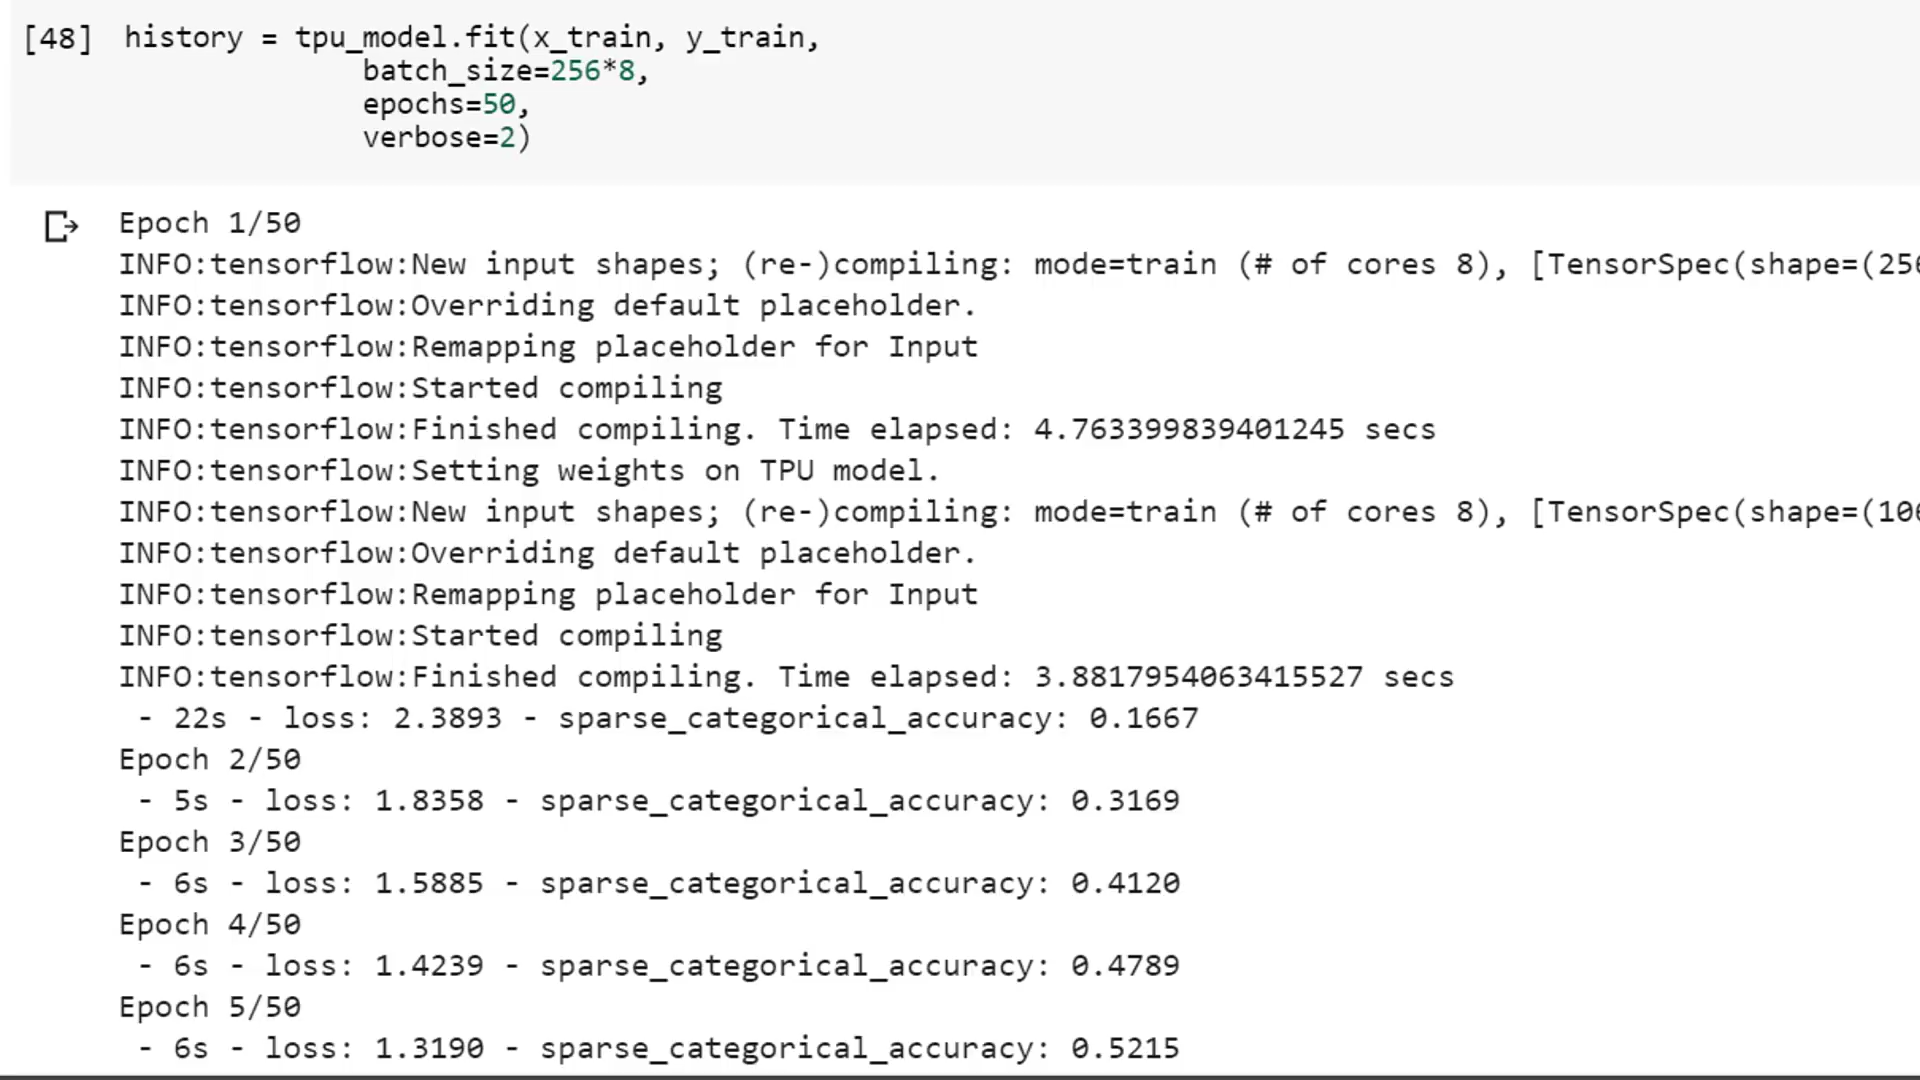 [48] history = tpu_model.fit(x_train, y_train,
batch_size=256*8,
epochs=50,
verbose=2)
Epoch 1/50
INFO:tensorflow:New input shapes; (re-)compiling: mode=train (# of cores 8), [TensorSpec(shape=(256
INFO:tensorflow:Overriding default placeholder.
INFO:tensorflow:Remapping placeholder for Input
INFO:tensorflow:Started compiling
INFO:tensorflow:Finished compiling. Time elapsed: 4.763399839401245 secs
INFO:tensorflow:Setting weights on TPU model.
INFO:tensorflow:New input shapes; (re-)compiling: mode=train (# of cores 8), [TensorSpec(shape=(106
INFO:tensorflow:Overriding default placeholder.
INFO:tensorflow:Remapping placeholder for Input
INFO:tensorflow:Started compiling
INFO:tensorflow:Finished compiling. Time elapsed: 3.8817954063415527 secs
- 22s - loss: 2.3893 - sparse_categorical_accuracy: 0.1667
Epoch 2/50
- 5s - loss: 1.8358 - sparse_categorical_accuracy: 0.3169
Epoch 3/50
- 6s - loss: 1.5885 - sparse_categorical_accuracy: 0.4120
Epoch 4/50
- 6s - loss: 1.4239 - sparse_categorical_accuracy: 0.4789
Epoch 5/50
- 6s - loss: 1.3190 - sparse_categorical_accuracy: 0.5215